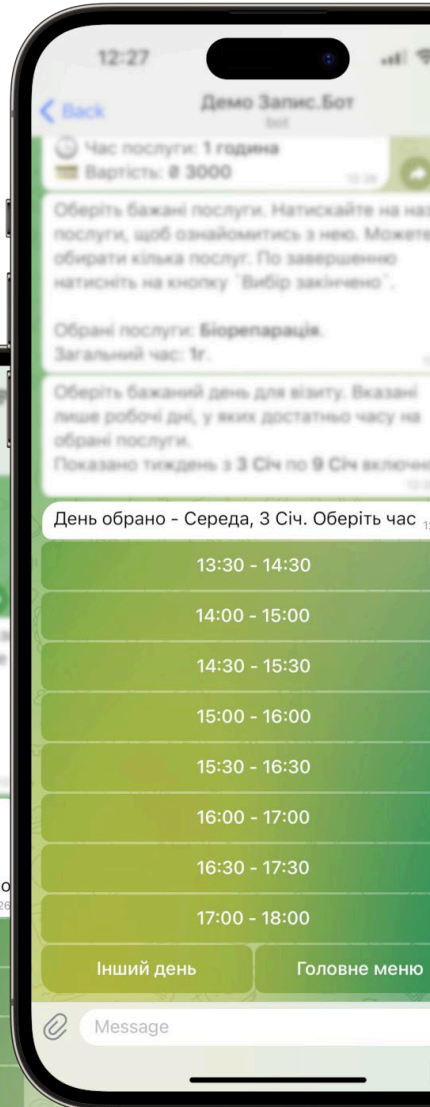 12:27
Back
Демо Запис.Бот
bot
Час послуги: 1 година
Вартість: ₴ 3000
Оберіть бажані послуги. Натискайте на
послуги, щоб ознайомитись з нею. Можете
обирати кілька послуг. По завершенню
натисніть на кнопку `Вибір закінчено`.
Обрані послуги: Біорепарація.
Загальний час: 1г.
Оберіть бажаний день для візиту. Вказані
лише робочі дні, у яких достатньо часу на
обрані послуги.
Показано тиждень з 3 Січ по 9 Січ включно
День обрано - Середа, 3 Січ. Оберіть час
13:30 - 14:30
14:00 - 15:00
14:30 - 15:30
15:00 - 16:00
15:30 - 16:30
16:00 - 17:00
16:30 - 17:30
17:00 - 18:00
Інший день Головне меню
Message